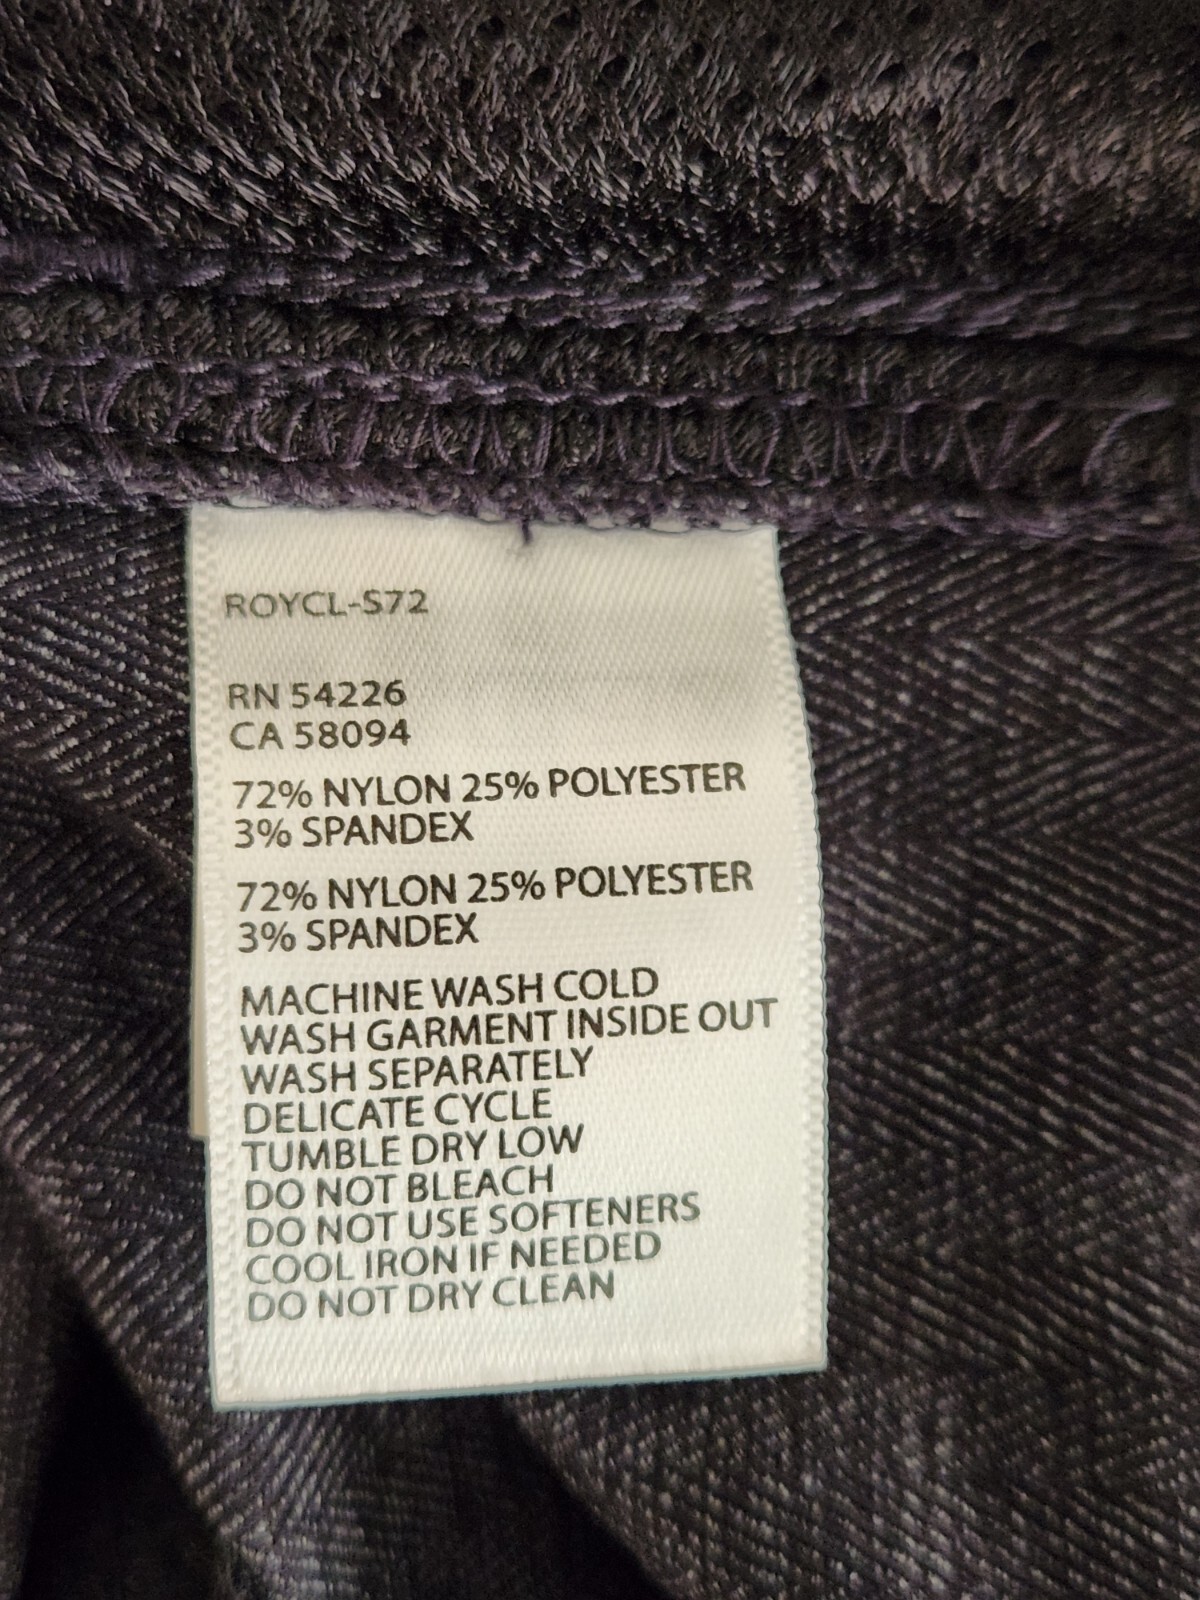 ROYCL-S72
RN 54226
CA 58094
72% NYLON 25% POLYESTER
3% SPANDEX
72% NYLON 25% POLYESTER
3% SPANDEX
MACHINE WASH COLD
WASH GARMENT INSIDE OUT
WASH SEPARATELY
DELICATE CYCLE
TUMBLE DRY LOW
DO NOT BLEACH
DO NOT USE SOFTENERS
COOL IRON IF NEEDED
DO NOT DRY CLEAN